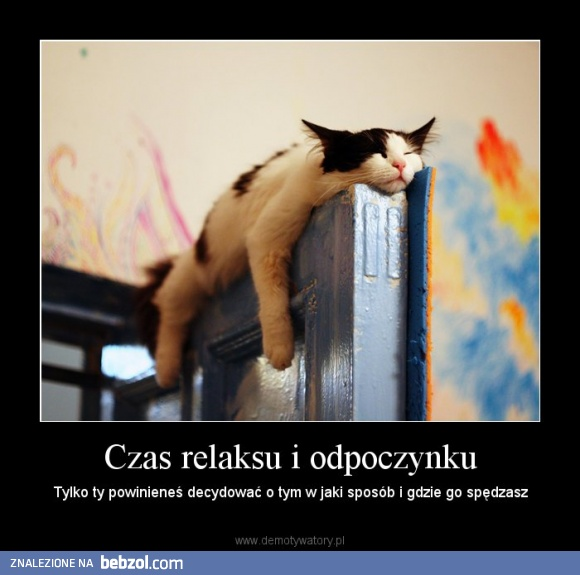 Czas relaksu i odpoczynku
Tylko ty powinieneś decydować o tym w jaki sposób i gdzie go spędzasz
www.demotywatory.pl
ZNALEZIONE NA bebzol.com